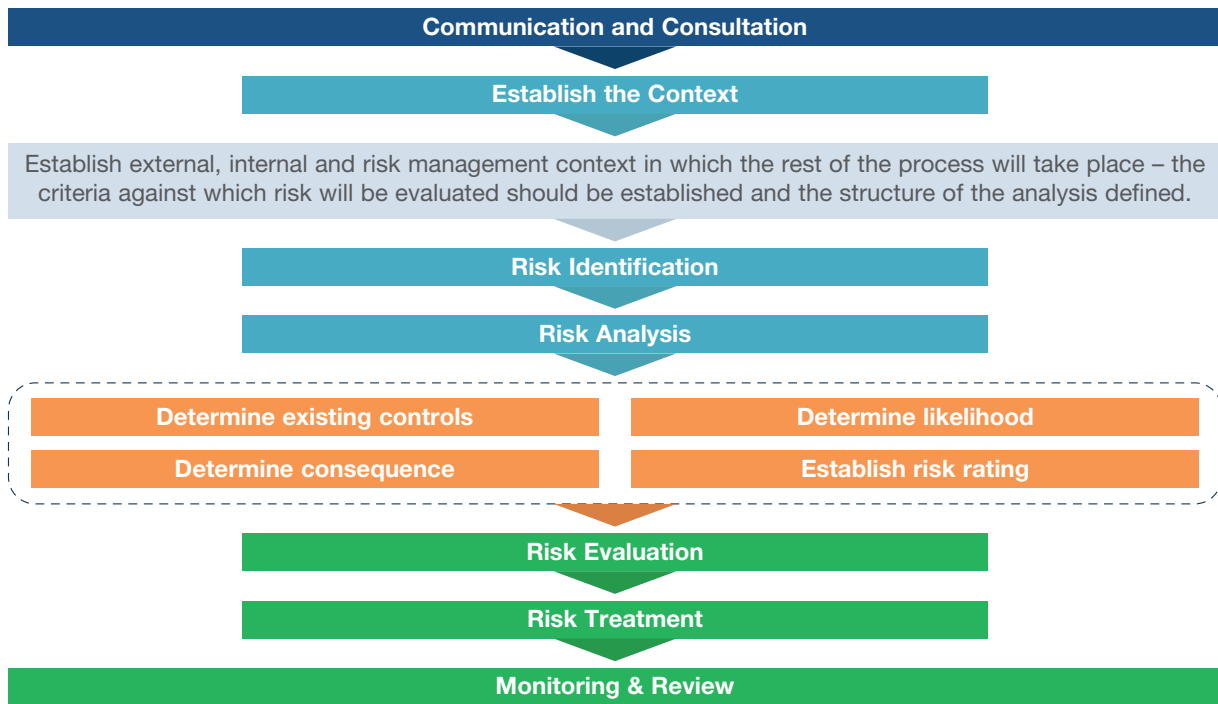 Communication and Consultation
Establish the Context
Establish external, internal and risk management context in which the rest of the process will take place – the
criteria against which risk will be evaluated should be established and the structure of the analysis defined.
Risk Identification
Risk Analysis
Determine existing controls
Determine likelihood
Determine consequence
Establish risk rating
Risk Evaluation
Risk Treatment
Monitoring & Review